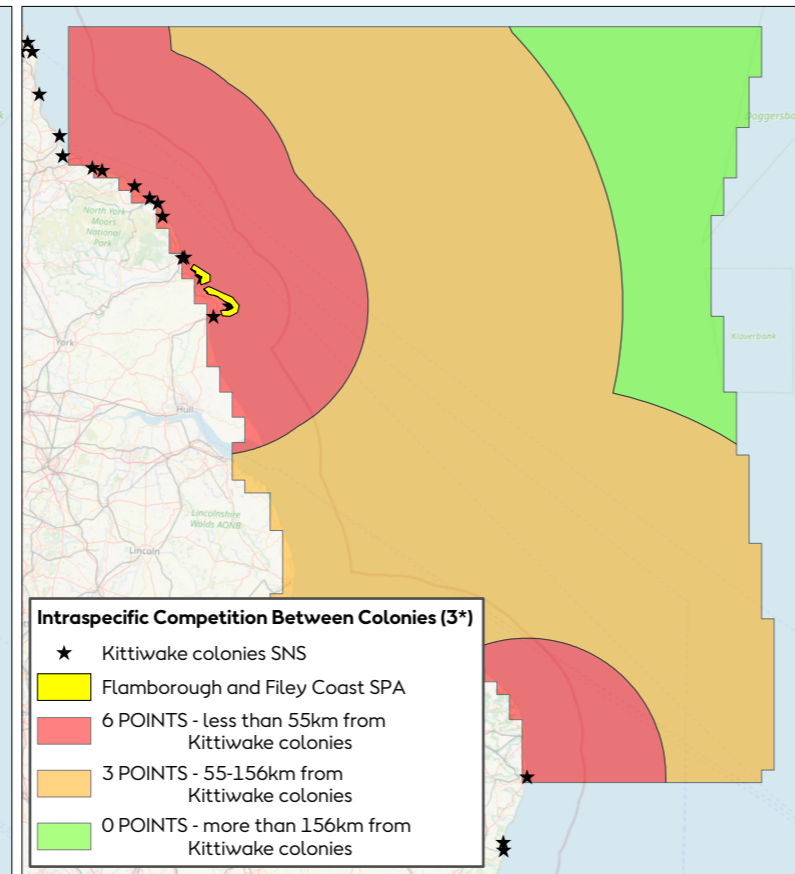 Doggersba
North York
Moors
National
Park
Klaverbank
York
Hull
Lincolnshire
Wolds AONB
Lincoln
Intraspecific Competition Between Colonies (3*)
Kittiwake colonies SNS
Flamborough and Filey Coast SPA
6 POINTS - less than 55km from
Kittiwake colonies
3 POINTS - 55-156km from
Kittiwake colonies
0 POINTS - more than 156km from
Kittiwake colonies